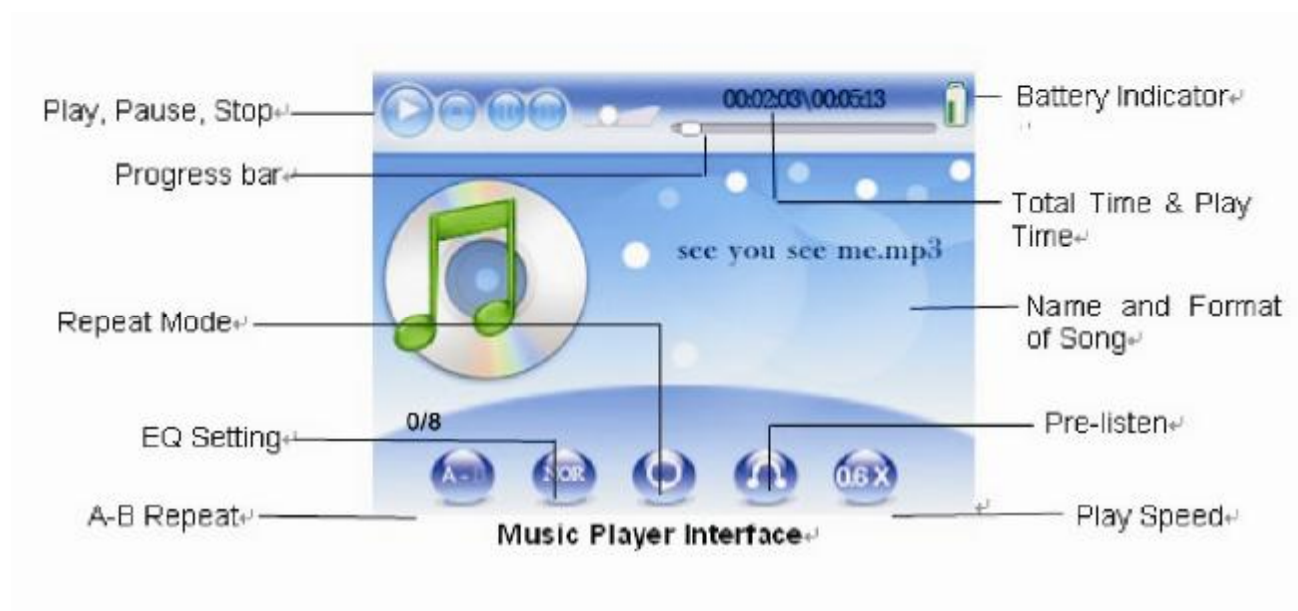 00:02:03\00:05:13
Play, Pause, Stop
Battery Indicator
Progress bar
Total Time & Play
Time
see you see me.mp3
Repeat Mode
Name and Format
of Song
0/8
EQ Setting
Pre-listen
A-B
NOR
0.6 X
A-B Repeat
Play Speed
Music Player Interface